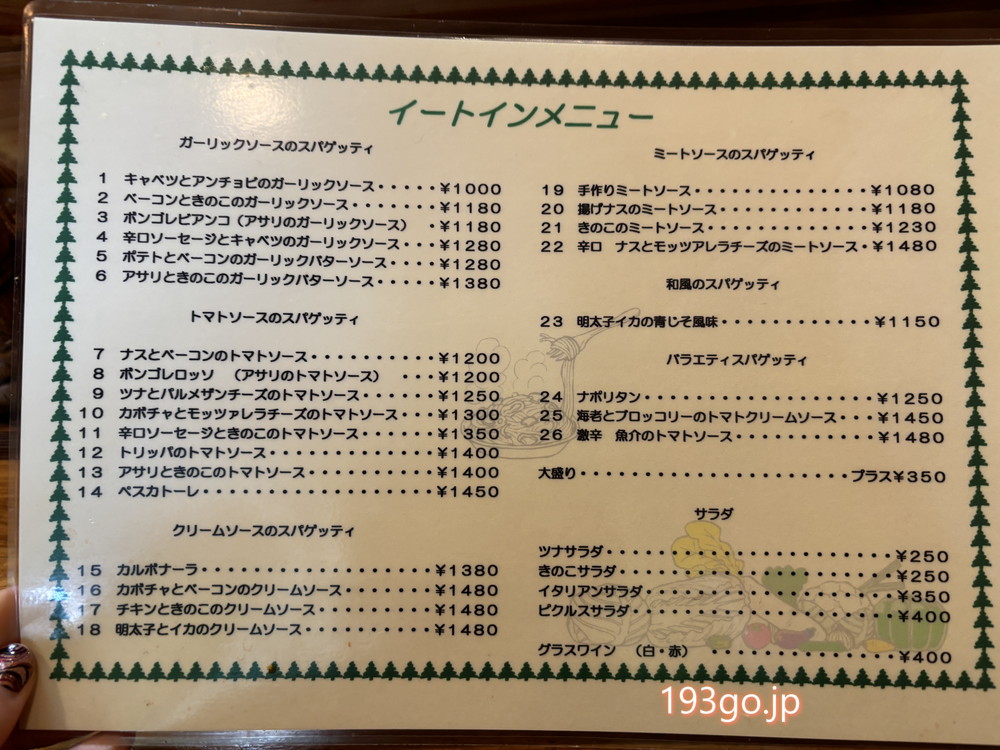 イートインメニュー
ガーリックソースのスパゲッティ
1 キャベツとアンチョビのガーリックソース・・・・・¥1000
2 ベーコンときのこのガーリックソース・・・・・・・¥1180
3 ボンゴレビアンコ（アサリのガーリックソース） ・¥1180
4 辛口ソーセージとキャベツのガーリックソース・・・¥1280
5 ポテトとベーコンのガーリックバターソース・・・・¥1280
6 アサリときのこのガーリックバターソース・・・・・¥1380
トマトソースのスパゲッティ
7 ナスとベーコンのトマトソース・・・・・・・・・・¥1200
8 ボンゴレロッソ （アサリのトマトソース） ・・・¥1200
9 ツナとパルメザンチーズのトマトソース・・・・・・¥1250
10 カボチャとモッツァレラチーズのトマトソース・・・¥1300
11 辛口ソーセージときのこのトマトソース・・・・・・¥1350
12 トリッパのトマトソース・・・・・・・・・・・・・¥1400
13 アサリときのこのトマトソース・・・・・・・・・・¥1400
14 ペスカトーレ・・・・・・・・・・・・・・・・・・¥1450
クリームソースのスパゲッティ
15 カルボナーラ・・・・・・・・・・・・・・・・・・¥1380
16 カボチャとベーコンのクリームソース・・・・・・・¥1480
17 チキンときのこのクリームソース・・・・・・・・・¥1480
18 明太子とイカのクリームソース・・・・・・・・・・¥1480
ミートソースのスパゲッティ
19 手作りミートソース・・・・・・・・・・・・・・・¥1080
20 揚げナスのミートソース・・・・・・・・・・・・・¥1180
21 きのこのミートソース・・・・・・・・・・・・・・¥1230
22 辛口 ナスとモッツアレラチーズのミートソース・¥1480
和風のスパゲッティ
23 明太子イカの青じそ風味・・・・・・・・・・・・・¥1150
バラエティスパゲッティ
24 ナポリタン・・・・・・・・・・・・・・・・・・・¥1250
25 海老とブロッコリーのトマトクリームソース・・・¥1450
26 激辛 魚介のトマトソース・・・・・・・・・・・¥1480
大盛り・・・・・・・・・・・・・・・・・・・・・プラス¥350
サラダ
ツナサラダ・・・・・・・・・・・・・・・・・・・・¥250
きのこサラダ・・・・・・・・・・・・・・・・・・・¥250
イタリアンサラダ・・・・・・・・・・・・・・・・・¥350
ピクルスサラダ・・・・・・・・・・・・・・・・・・¥400
グラスワイン （白・赤）・・・・・・・・・・・・・¥400
193go.jp